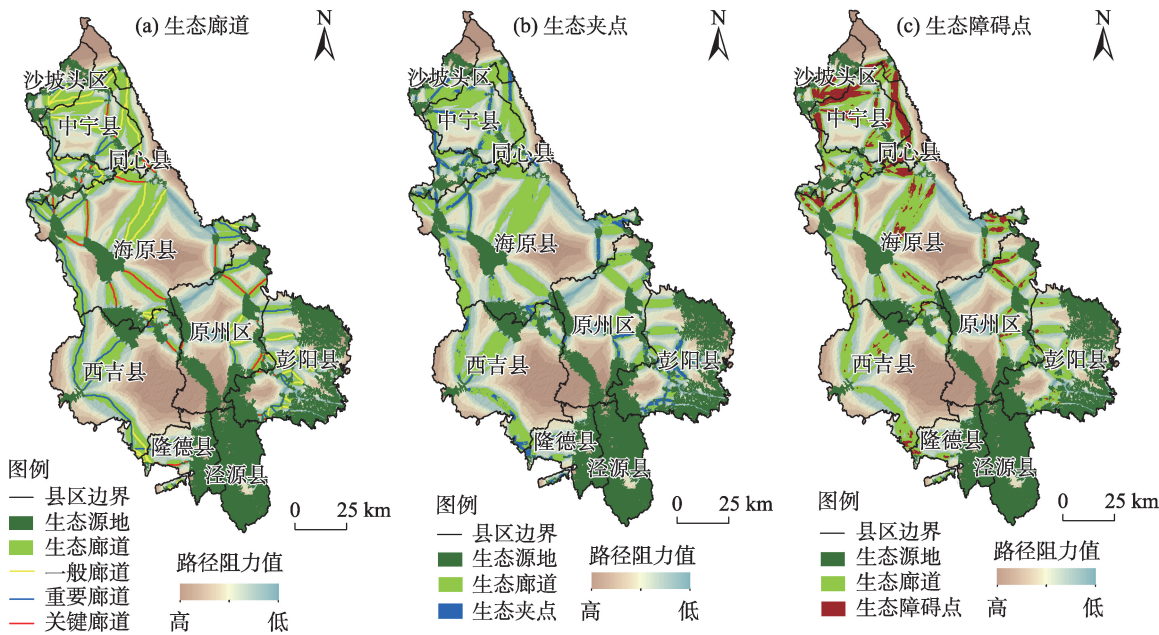 (a) 生态廊道
N
沙坡头区
中宁县
同心县
海原县
原州区
西吉县
彭阳县
隆德县
泾源县
图例
县区边界
生态源地
生态廊道
一般廊道
重要廊道
关键廊道
0 25 km
路径阻力值
高 低
(b) 生态夹点
N
沙坡头区
中宁县
同心县
海原县
原州区
西吉县
彭阳县
隆德县
泾源县
图例
县区边界
生态源地
生态廊道
生态夹点
0 25 km
路径阻力值
高 低
(c) 生态障碍点
N
沙坡头区
中宁县
同心县
海原县
原州区
西吉县
彭阳县
隆德县
泾源县
图例
县区边界
生态源地
生态廊道
生态障碍点
0 25 km
路径阻力值
高 低